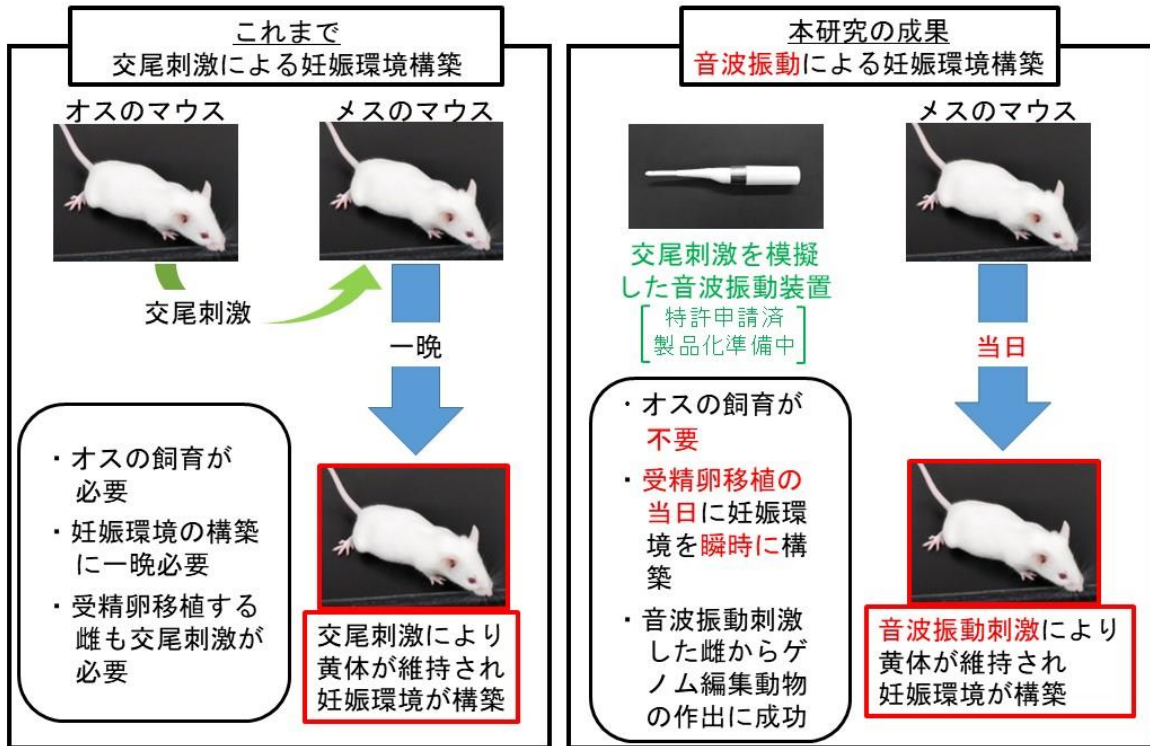 これまで
交尾刺激による妊娠環境構築
オスのマウス
メスのマウス
交尾刺激
一晩
・オスの飼育が
必要
・妊娠環境の構築
に一晩必要
・受精卵移植する
雌も交尾刺激が
必要
交尾刺激により
黄体が維持され
妊娠環境が構築
本研究の成果
音波振動による妊娠環境構築
メスのマウス
交尾刺激を模擬
した音波振動装置
特許申請済
製品化準備中
当日
・オスの飼育が
不要
・受精卵移植の
当日に妊娠環
境を瞬時に構
築
・音波振動刺激
した雌からゲ
ノム編集動物
の作出に成功
音波振動刺激により
黄体が維持され
妊娠環境が構築